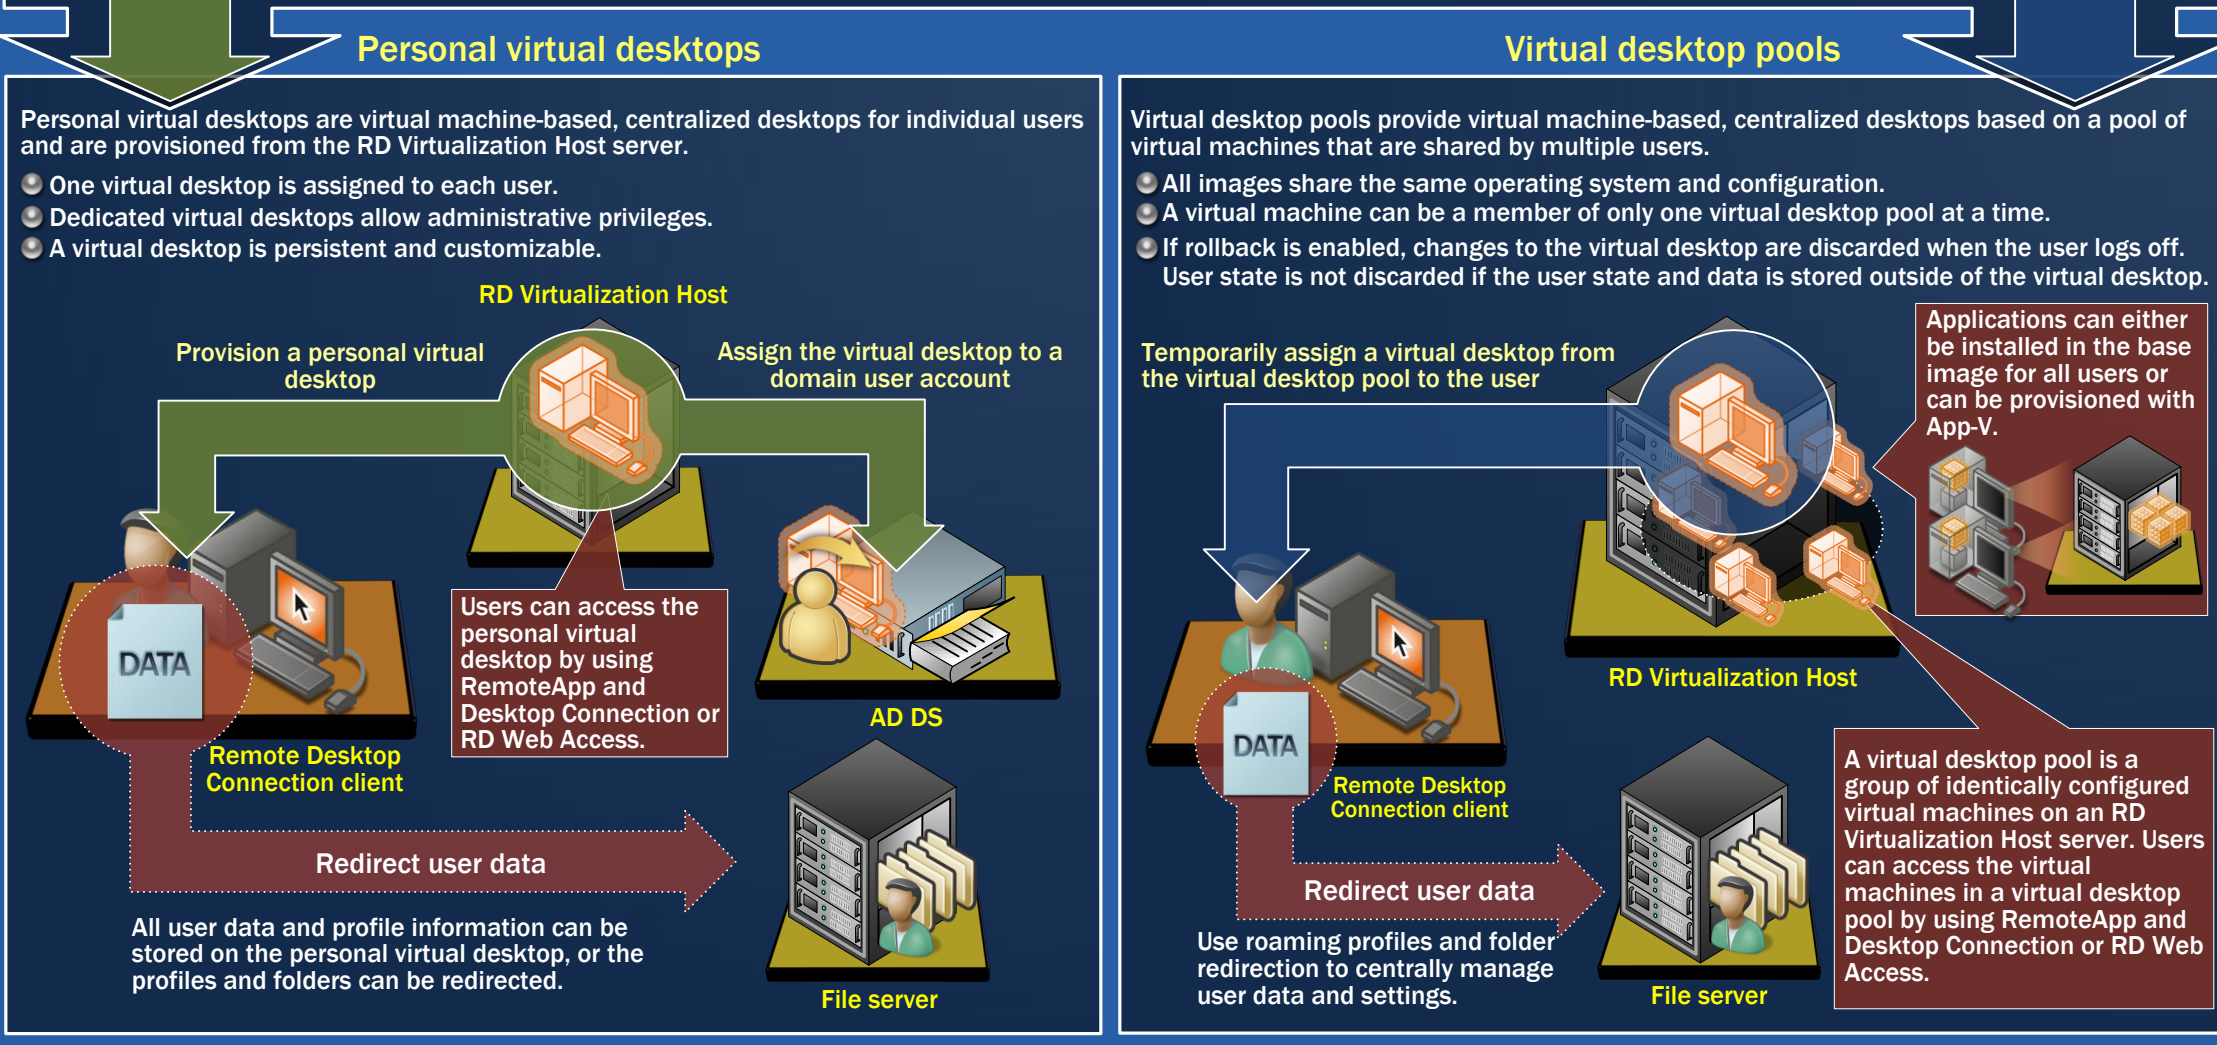 Personal virtual desktops
Personal virtual desktops are virtual machine-based, centralized desktops for individual users
and are provisioned from the RD Virtualization Host server.
One virtual desktop is assigned to each user.
Dedicated virtual desktops allow administrative privileges.
A virtual desktop is persistent and customizable.
RD Virtualization Host
Provision a personal virtual
desktop
Assign the virtual desktop to a
domain user account
DATA
Users can access the
personal virtual
desktop by using
RemoteApp and
Desktop Connection or
RD Web Access.
AD DS
Remote Desktop
Connection client
Redirect user data
All user data and profile information can be
stored on the personal virtual desktop, or the
profiles and folders can be redirected.
File server
Virtual desktop pools
Virtual desktop pools provide virtual machine-based, centralized desktops based on a pool of
virtual machines that are shared by multiple users.
All images share the same operating system and configuration.
A virtual machine can be a member of only one virtual desktop pool at a time.
If rollback is enabled, changes to the virtual desktop are discarded when the user logs off.
User state is not discarded if the user state and data is stored outside of the virtual desktop.
Temporarily assign a virtual desktop from
the virtual desktop pool to the user
Applications can either
be installed in the base
image for all users or
can be provisioned with
App-V.
RD Virtualization Host
DATA
Remote Desktop
Connection client
Redirect user data
Use roaming profiles and folder
redirection to centrally manage
user data and settings.
File server
A virtual desktop pool is a
group of identically configured
virtual machines on an RD
Virtualization Host server. Users
can access the virtual
machines in a virtual desktop
pool by using RemoteApp and
Desktop Connection or RD Web
Access.